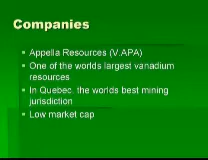 Companies
Appella Resources (V.APA)
One of the worlds largest vanadium
resources
In Quebec, the worlds best mining
jurisdiction
Low market cap